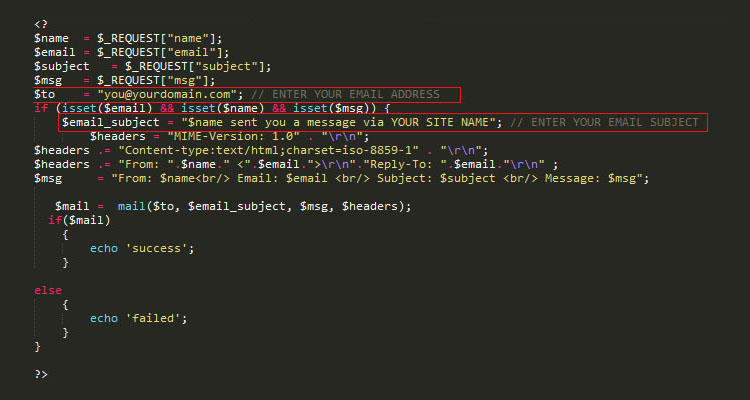 <?
$name  = $_REQUEST["name"];
$email = $_REQUEST["email"];
$subject   = $_REQUEST["subject"];
$msg   = $_REQUEST["msg"];
$to    = "you@yourdomain.com"; // ENTER YOUR EMAIL ADDRESS
if (isset($email) && isset($name) && isset($msg)) {
    $email_subject = "$name sent you a message via YOUR SITE NAME"; // ENTER YOUR EMAIL SUBJECT
        $headers = "MIME-Version: 1.0" . "\r\n";
$headers .= "Content-type:text/html;charset=iso-8859-1" . "\r\n";
$headers .= "From: ".$name." <".$email.">\r\n"."Reply-To: ".$email."\r\n" ;
$msg     = "From: $name<br/> Email: $email <br/> Subject: $subject <br/> Message: $msg";
   $mail =  mail($to, $email_subject, $msg, $headers);
  if($mail)
    {
        echo 'success';
    }
else
    {
        echo 'failed';
    }
}
?>